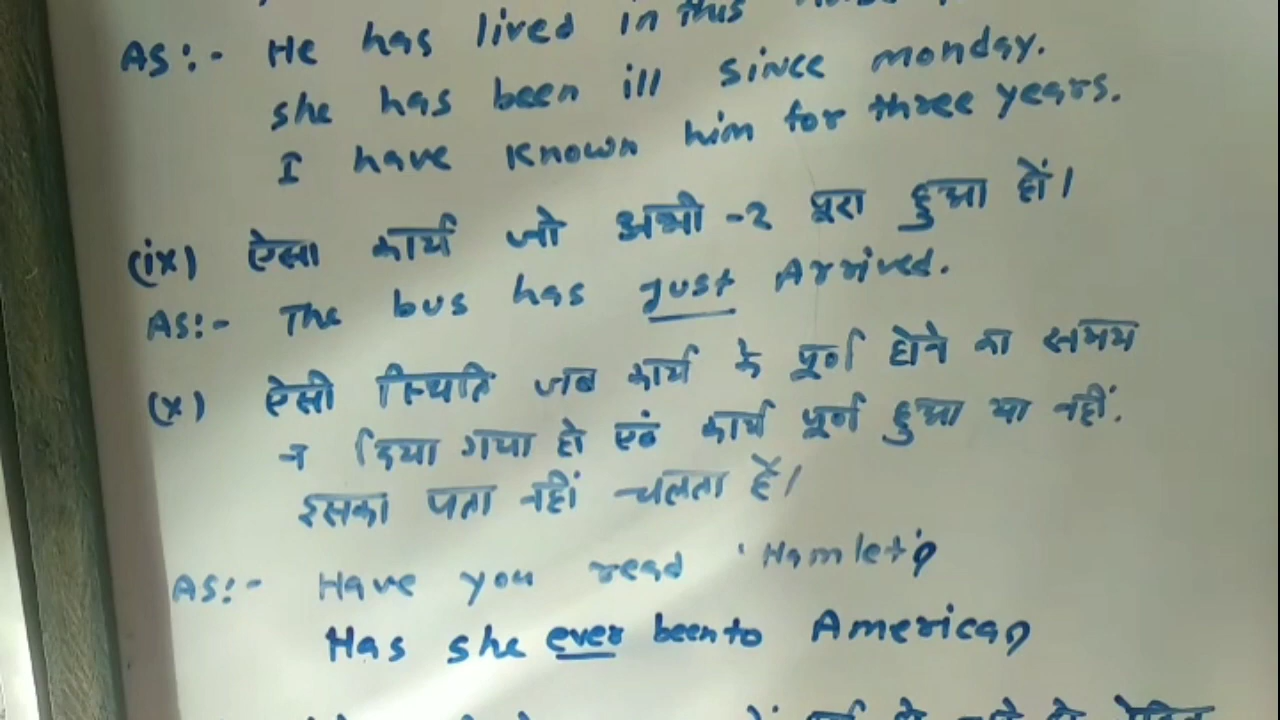 AS:- He has lived in this
she has been ill since monday.
I have known him for three years.
(ix) ऐसा कार्य जो अभी -2 पूरा हुआ हों।
AS:- The bus has just Arrived.
(x) ऐसी स्थिति जब कार्य के पूर्ण होने का समय
न दिया गया हो एवं कार्य पूर्ण हुआ या नहीं.
इसका पता नहीं चलता है।
AS:- Have you read 'Hamlet'?
Has she ever been to America?